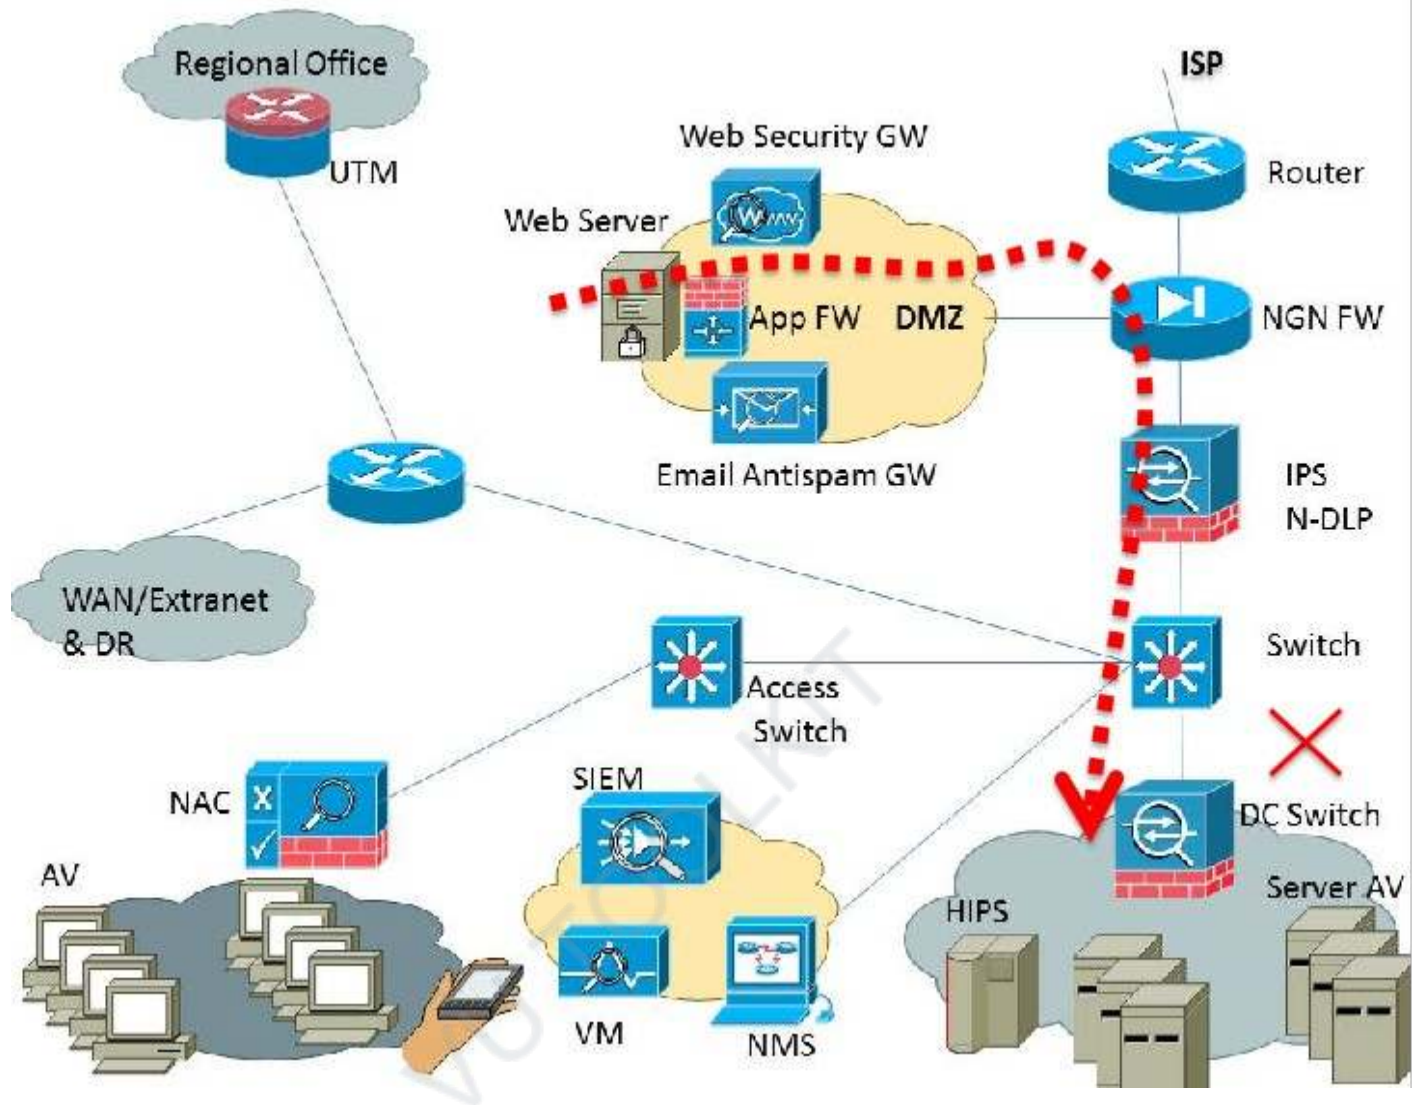 Regional Office
ISP
Web Security GW
UTM
Router
Web Server
W
App FW
DMZ
NGN FW
Email Antispam GW
IPS
N-DLP
WAN/Extranet
& DR
Switch
Access
Switch
SIEM
NAC
X
DC Switch
AV
Server AV
HIPS
VM
NMS
VUTOOLKIT